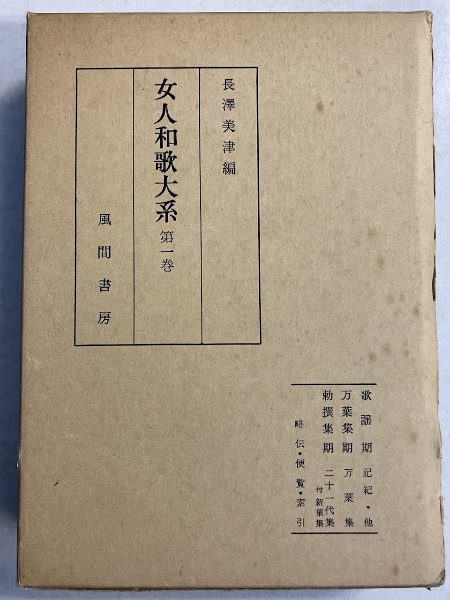 長澤美津編
女人和歌大系 第一巻
風間書房
歌謡期 記紀・他
万葉集期 万葉集
勅撰集期 二十一代集
付新葉集
略伝・便覧・索引